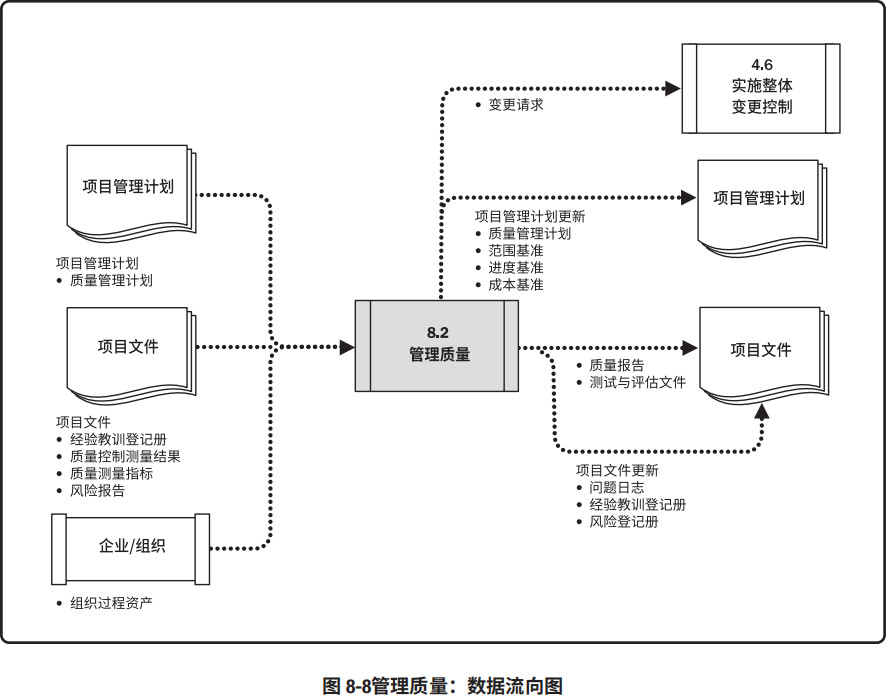 项目管理计划
项目管理计划
• 质量管理计划
项目文件
项目文件
• 经验教训登记册
• 质量控制测量结果
• 质量测量指标
• 风险报告
企业/组织
• 组织过程资产
8.2
管理质量
• 变更请求
4.6
实施整体
变更控制
项目管理计划更新
• 质量管理计划
• 范围基准
• 进度基准
• 成本基准
项目管理计划
• 质量报告
• 测试与评估文件
项目文件
项目文件更新
• 问题日志
• 经验教训登记册
• 风险登记册
图 8-8管理质量：数据流向图